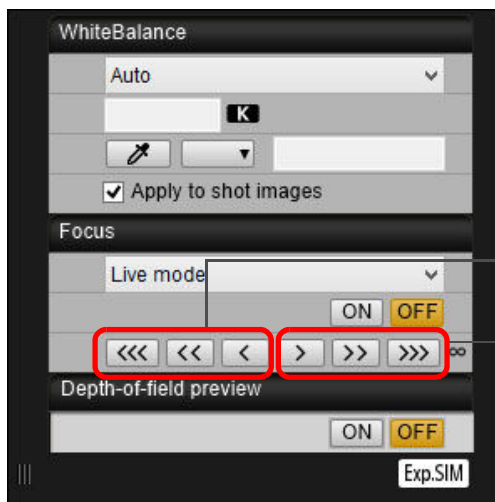 WhiteBalance
Auto
K
Apply to shot images
Focus
Live mode
ON OFF
<<< << < > >> >>> ∞
Depth-of-field preview
ON OFF
Exp.SIM